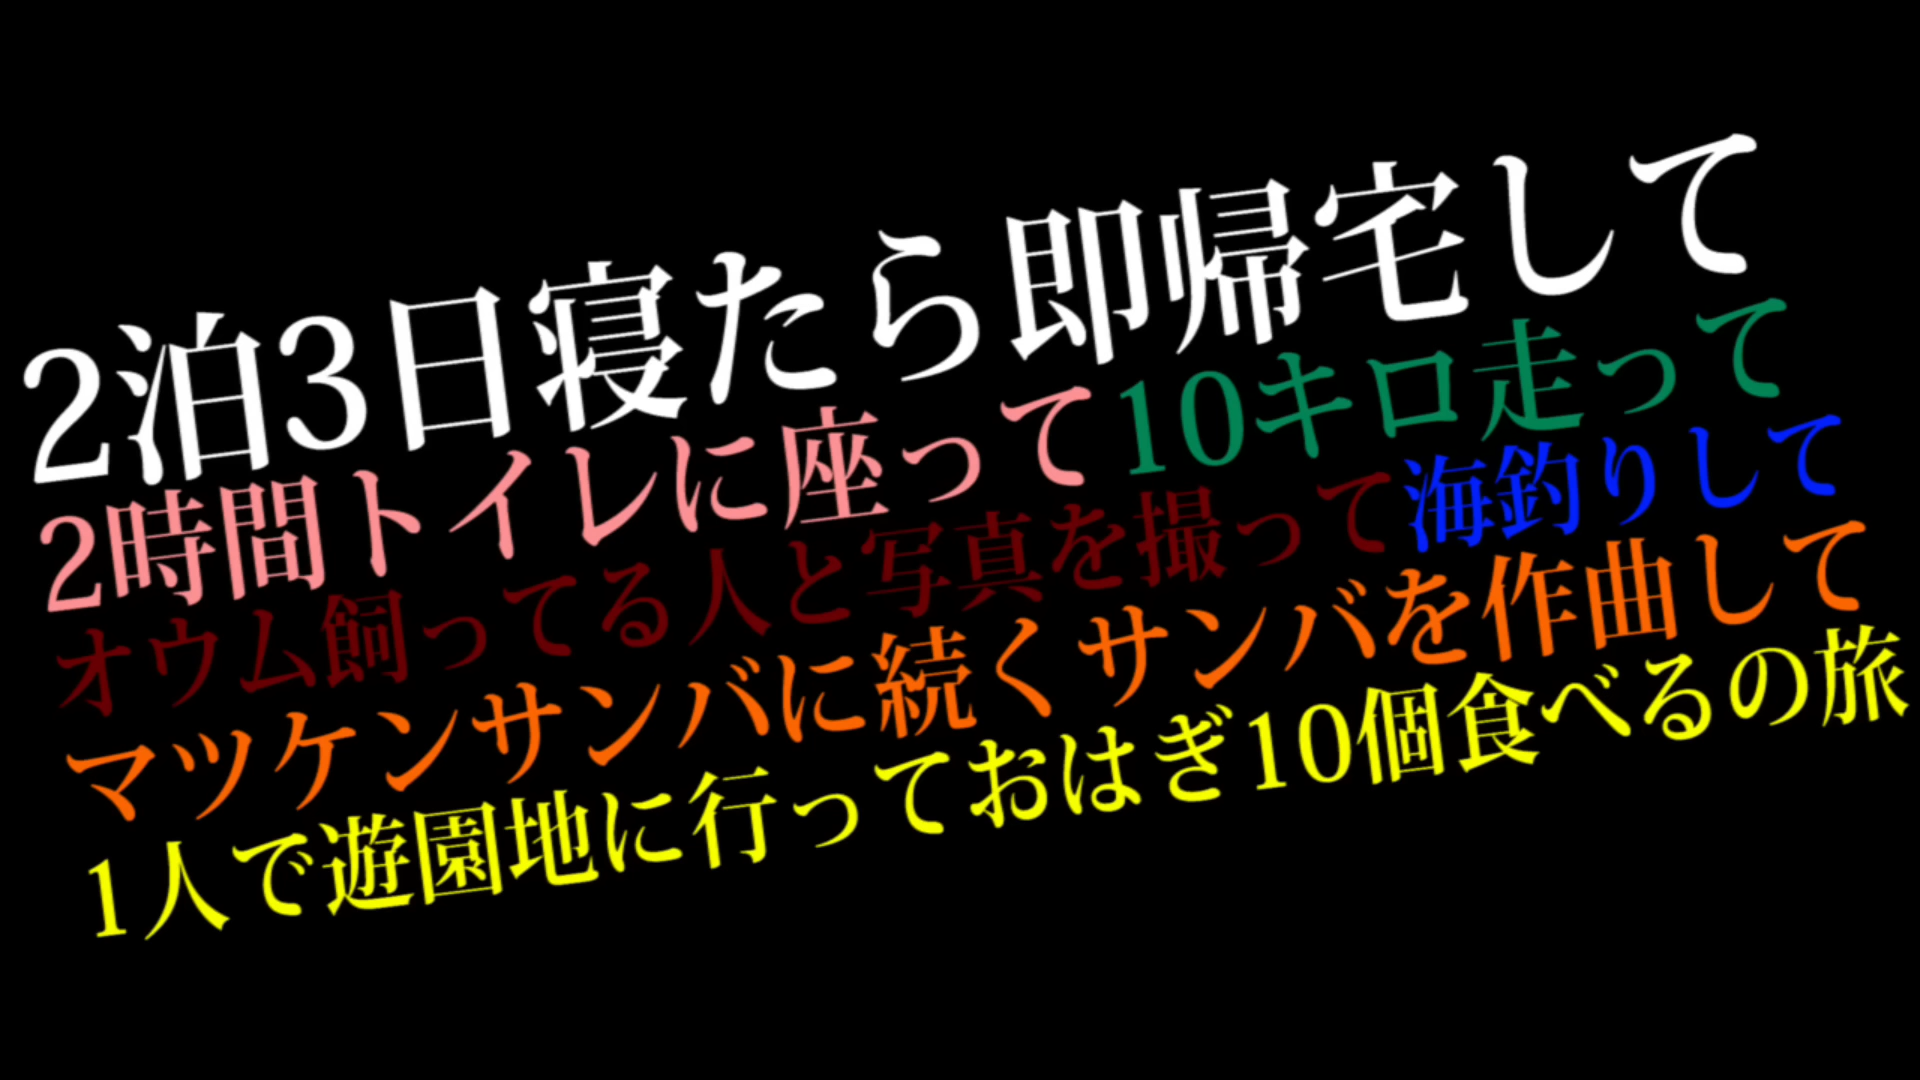 2泊3日寝たら即帰宅して
2時間トイレに座って10キロ走って
オウム飼ってる人と写真を撮って海釣りして
マツケンサンバに続くサンバを作曲して
1人で遊園地に行っておはぎ10個食べるの旅